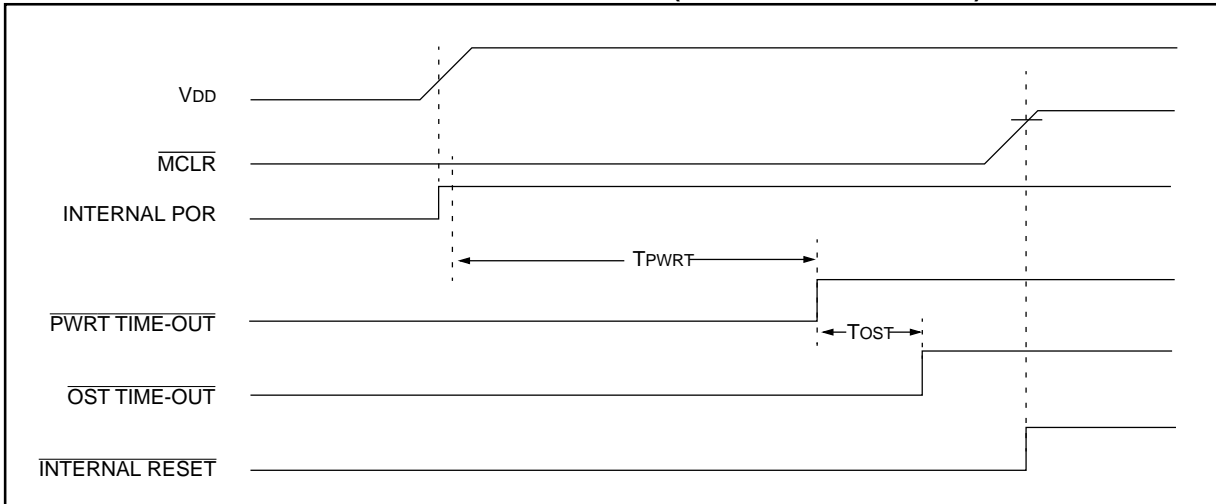 VDD
MCLR
INTERNAL POR
TPWRT
PWRT TIME-OUT
TOST
OST TIME-OUT
INTERNAL RESET